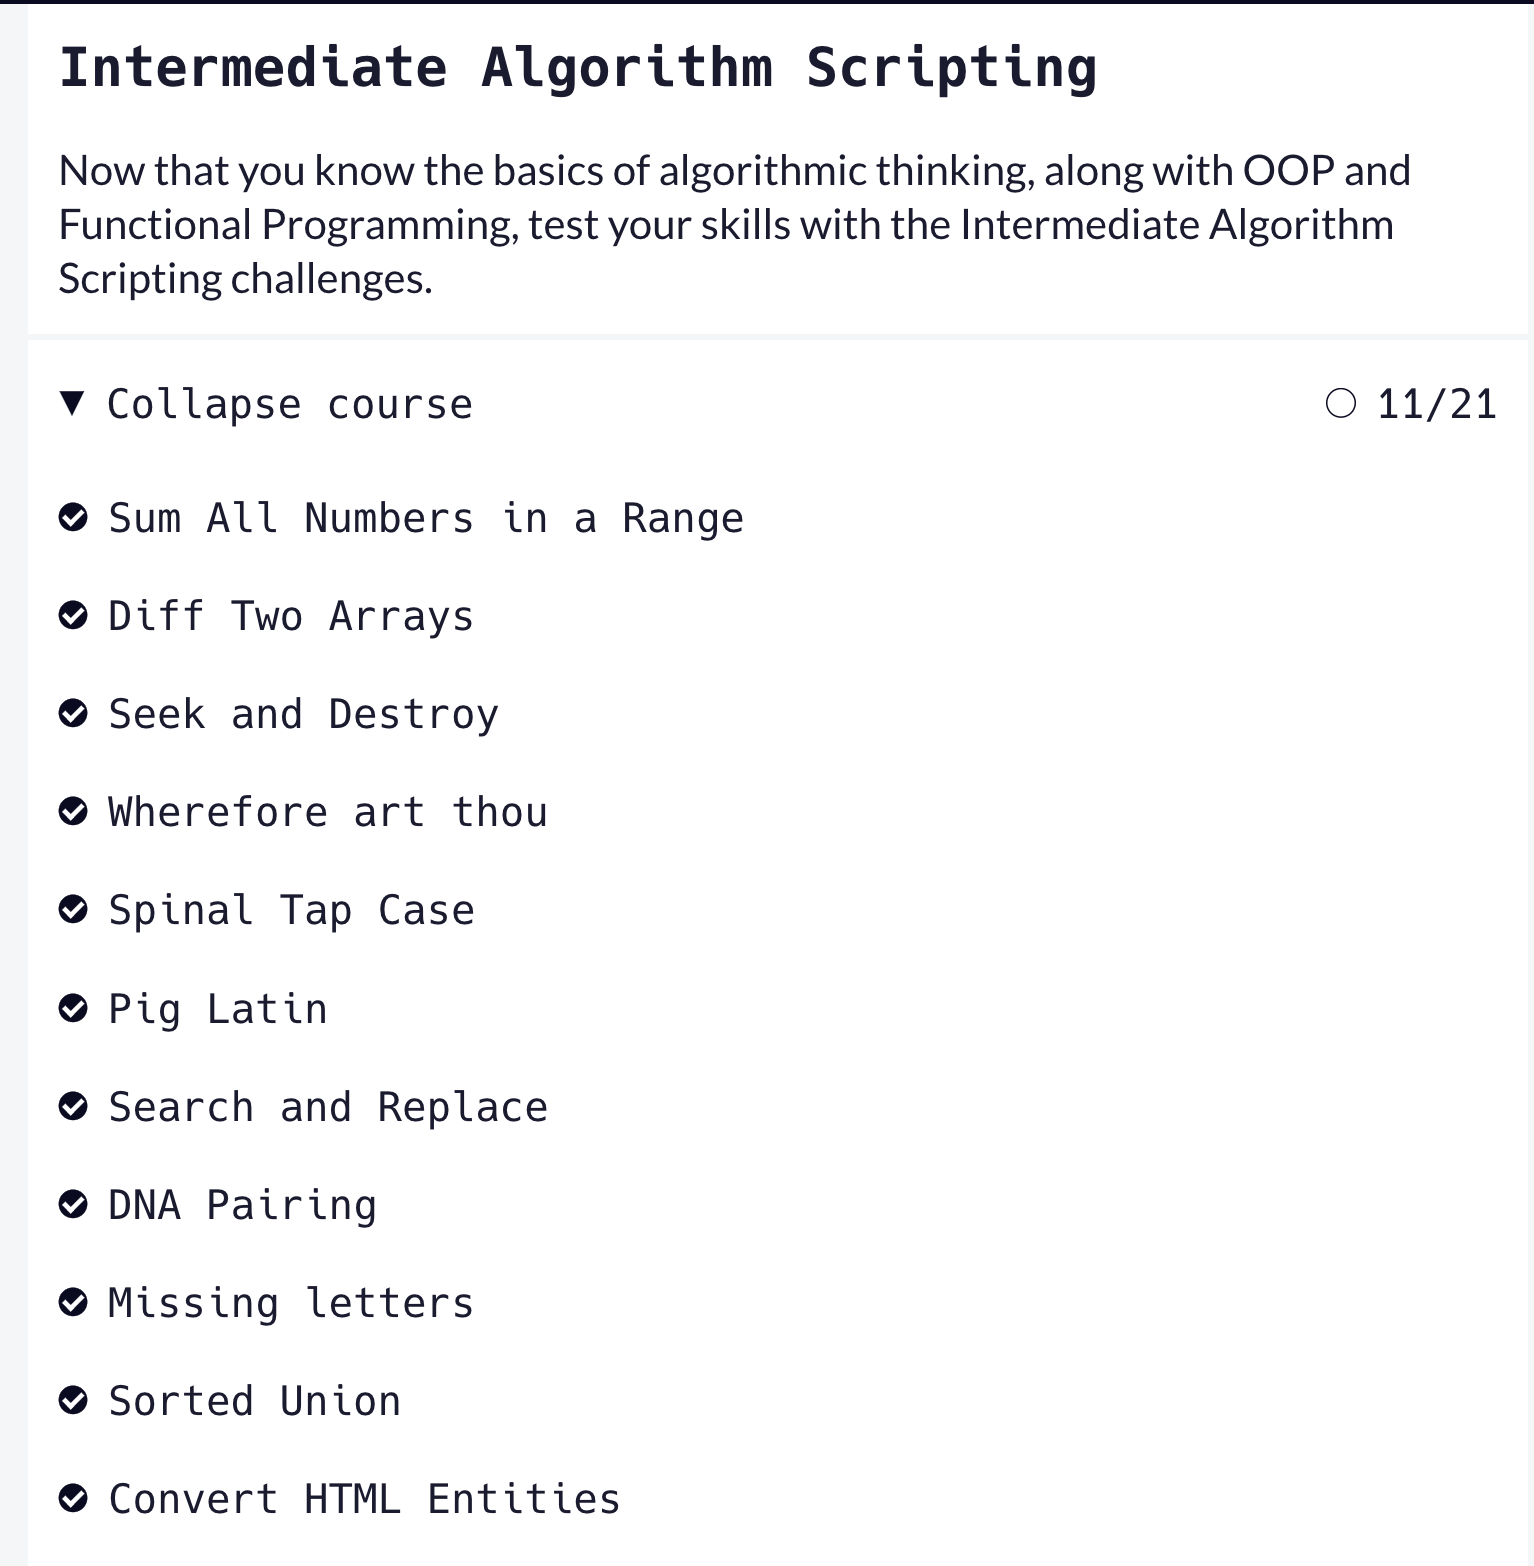 Intermediate Algorithm Scripting
Now that you know the basics of algorithmic thinking, along with OOP and
Functional Programming, test your skills with the Intermediate Algorithm
Scripting challenges.
Collapse course 11/21
Sum All Numbers in a Range
Diff Two Arrays
Seek and Destroy
Wherefore art thou
Spinal Tap Case
Pig Latin
Search and Replace
DNA Pairing
Missing letters
Sorted Union
Convert HTML Entities